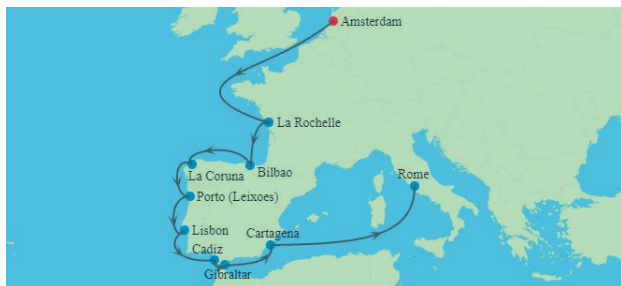 Amsterdam
La Rochelle
Bilbao
La Coruna
Rome
Porto (Leixoes)
Lisbon
Cartagena
Cadiz
Gibraltar